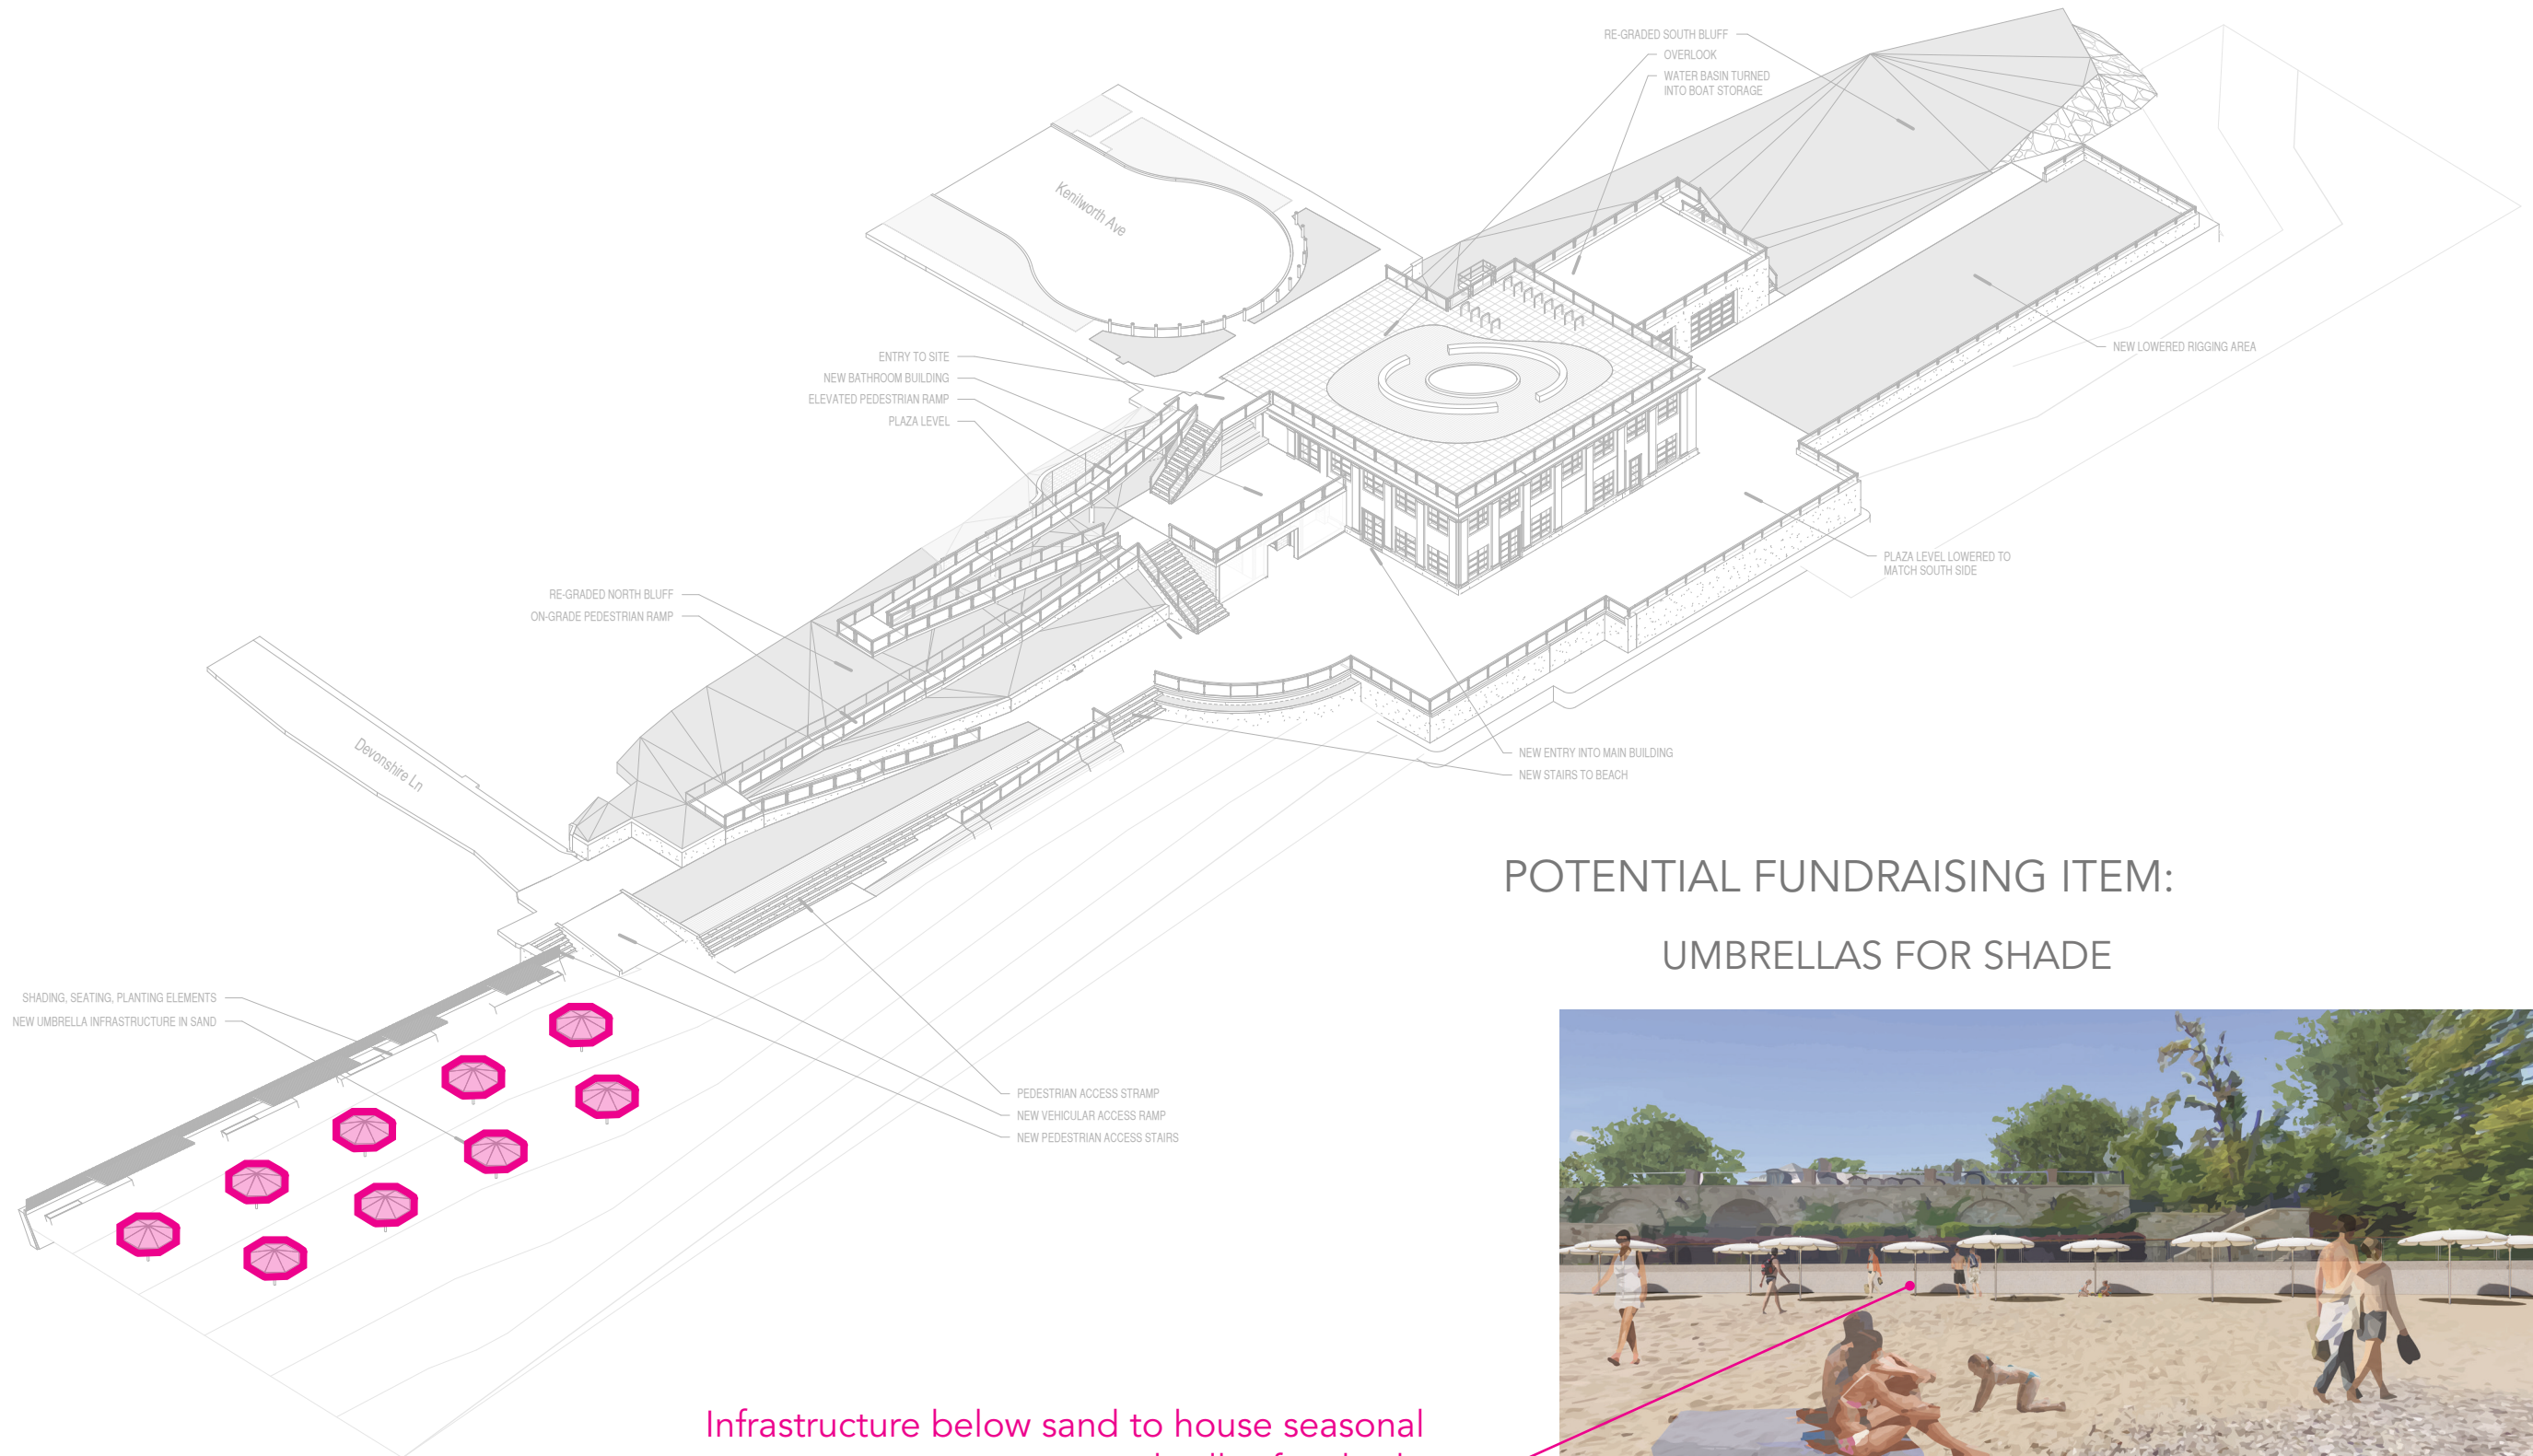 RE-GRADED SOUTH BLUFF
OVERLOOK
WATER BASIN TURNED
INTO BOAT STORAGE
Kenilworth Ave
ENTRY TO SITE
NEW BATHROOM BUILDING
ELEVATED PEDESTRIAN RAMP
PLAZA LEVEL
NEW LOWERED RIGGING AREA
PLAZA LEVEL LOWERED TO
MATCH SOUTH SIDE
RE-GRADED NORTH BLUFF
ON-GRADE PEDESTRIAN RAMP
Devonshire Ln
NEW ENTRY INTO MAIN BUILDING
NEW STAIRS TO BEACH
POTENTIAL FUNDRAISING ITEM:
UMBRELLAS FOR SHADE
SHADING, SEATING, PLANTING ELEMENTS
NEW UMBRELLA INFRASTRUCTURE IN SAND
PEDESTRIAN ACCESS STRAMP
NEW VEHICULAR ACCESS RAMP
NEW PEDESTRIAN ACCESS STAIRS
Infrastructure below sand to house seasonal